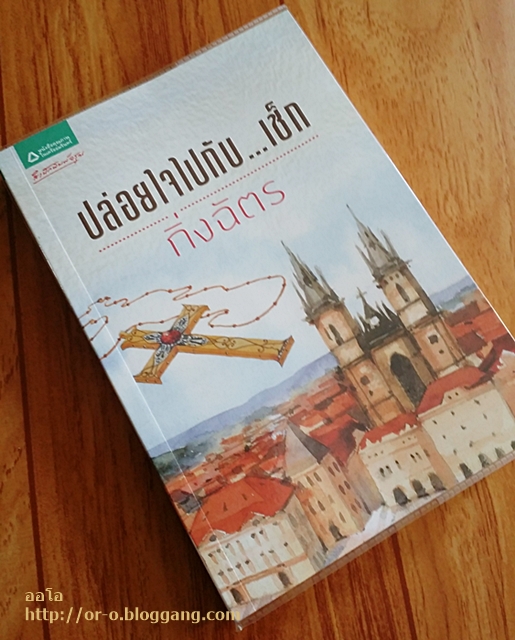 ปล่อยใจไปกับ...เช็ก
กิ่งฉัตร
ออโอ
http://or-o.bloggang.com